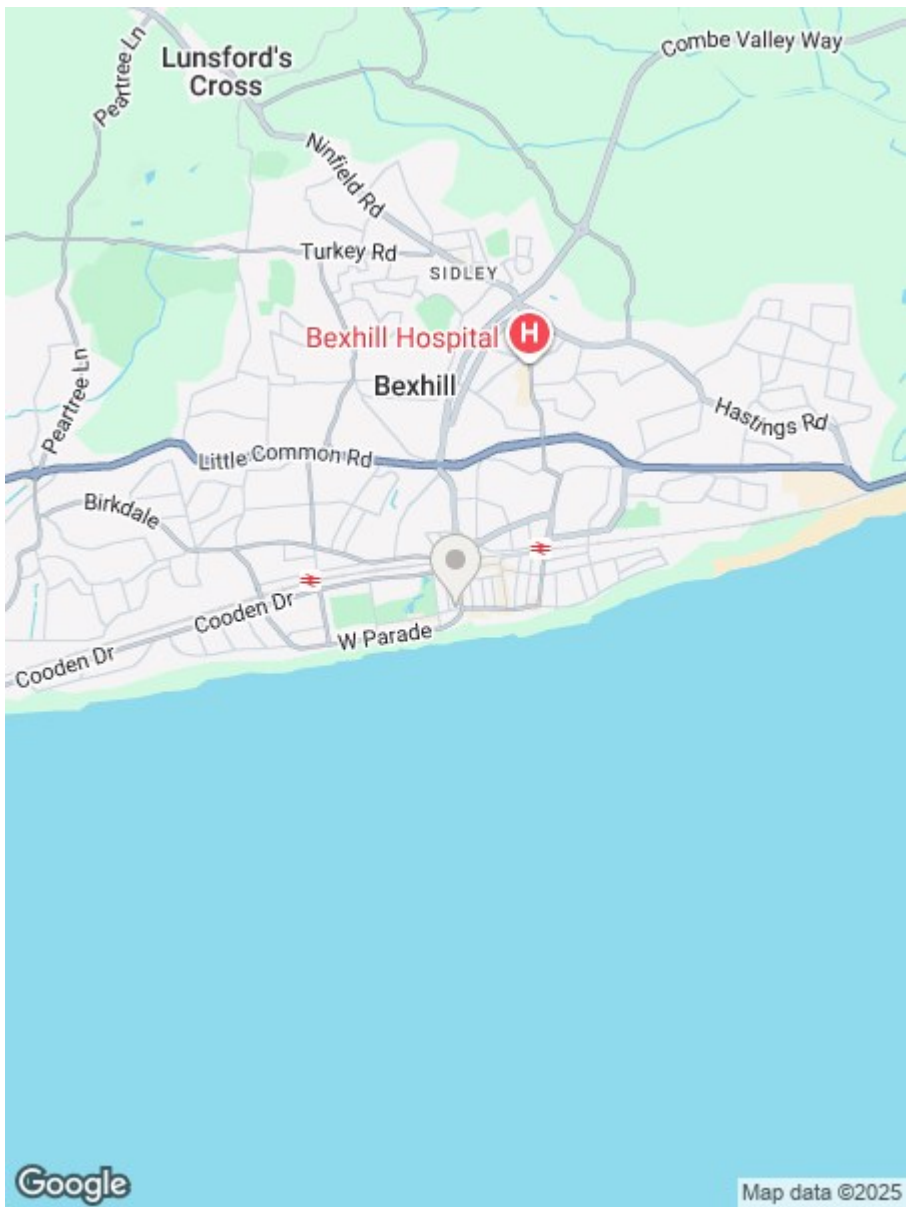 Combe Valley Way
Lunsford's
Cross
Peartree Ln
Ninfield Rd
Turkey Rd
SIDLEY
Bexhill Hospital
H
Bexhill
Peartree Ln
Hastings Rd
Little Common Rd
Birkdale
Cooden Dr
W Parade
Cooden Dr
Google
Map data ©2025